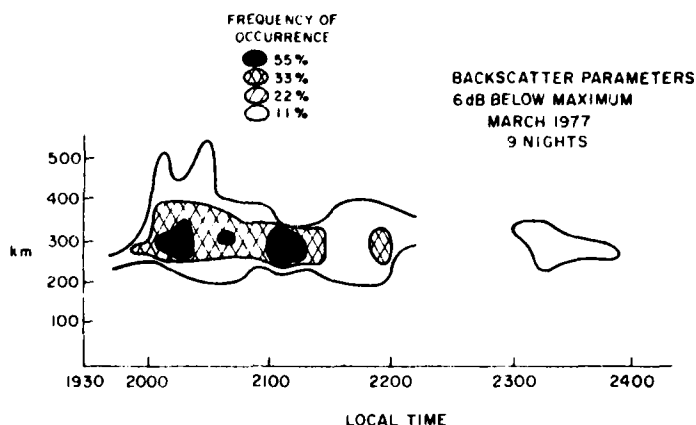 FREQUENCY OF
OCCURRENCE
55%
33%
22%
11%
BACKSCATTER PARAMETERS
6dB BELOW MAXIMUM
MARCH 1977
9 NIGHTS
500
400
km
300
200
100
1930 2000 2100 2200 2300 2400
LOCAL TIME